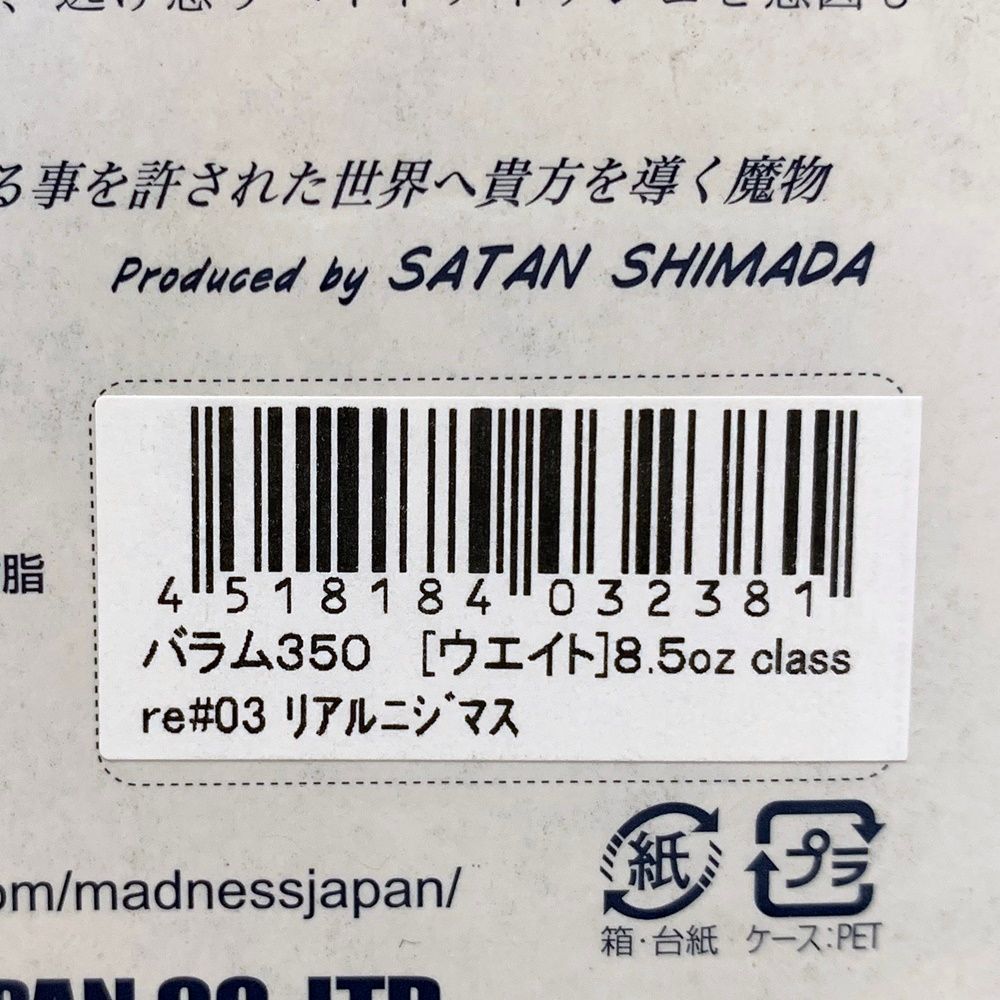 る事を許された世界へ貴方を導く魔物
Produced by SATAN SHIMADA
脂
4 518184 032381
バラム350 [ウエイト]8.5oz class
re#03 リアルニジマス
om/madnessjapan/
紙
プラ
箱・台紙
ケース:PET
PAN CO.,LTD.